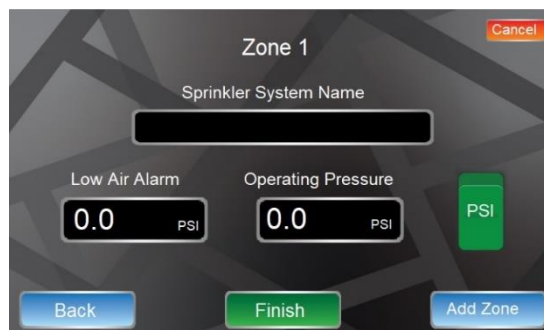 Cancel
Zone 1
Sprinkler System Name
Low Air Alarm
Operating Pressure
0.0 PSI
0.0 PSI
PSI
Back
Finish
Add Zone